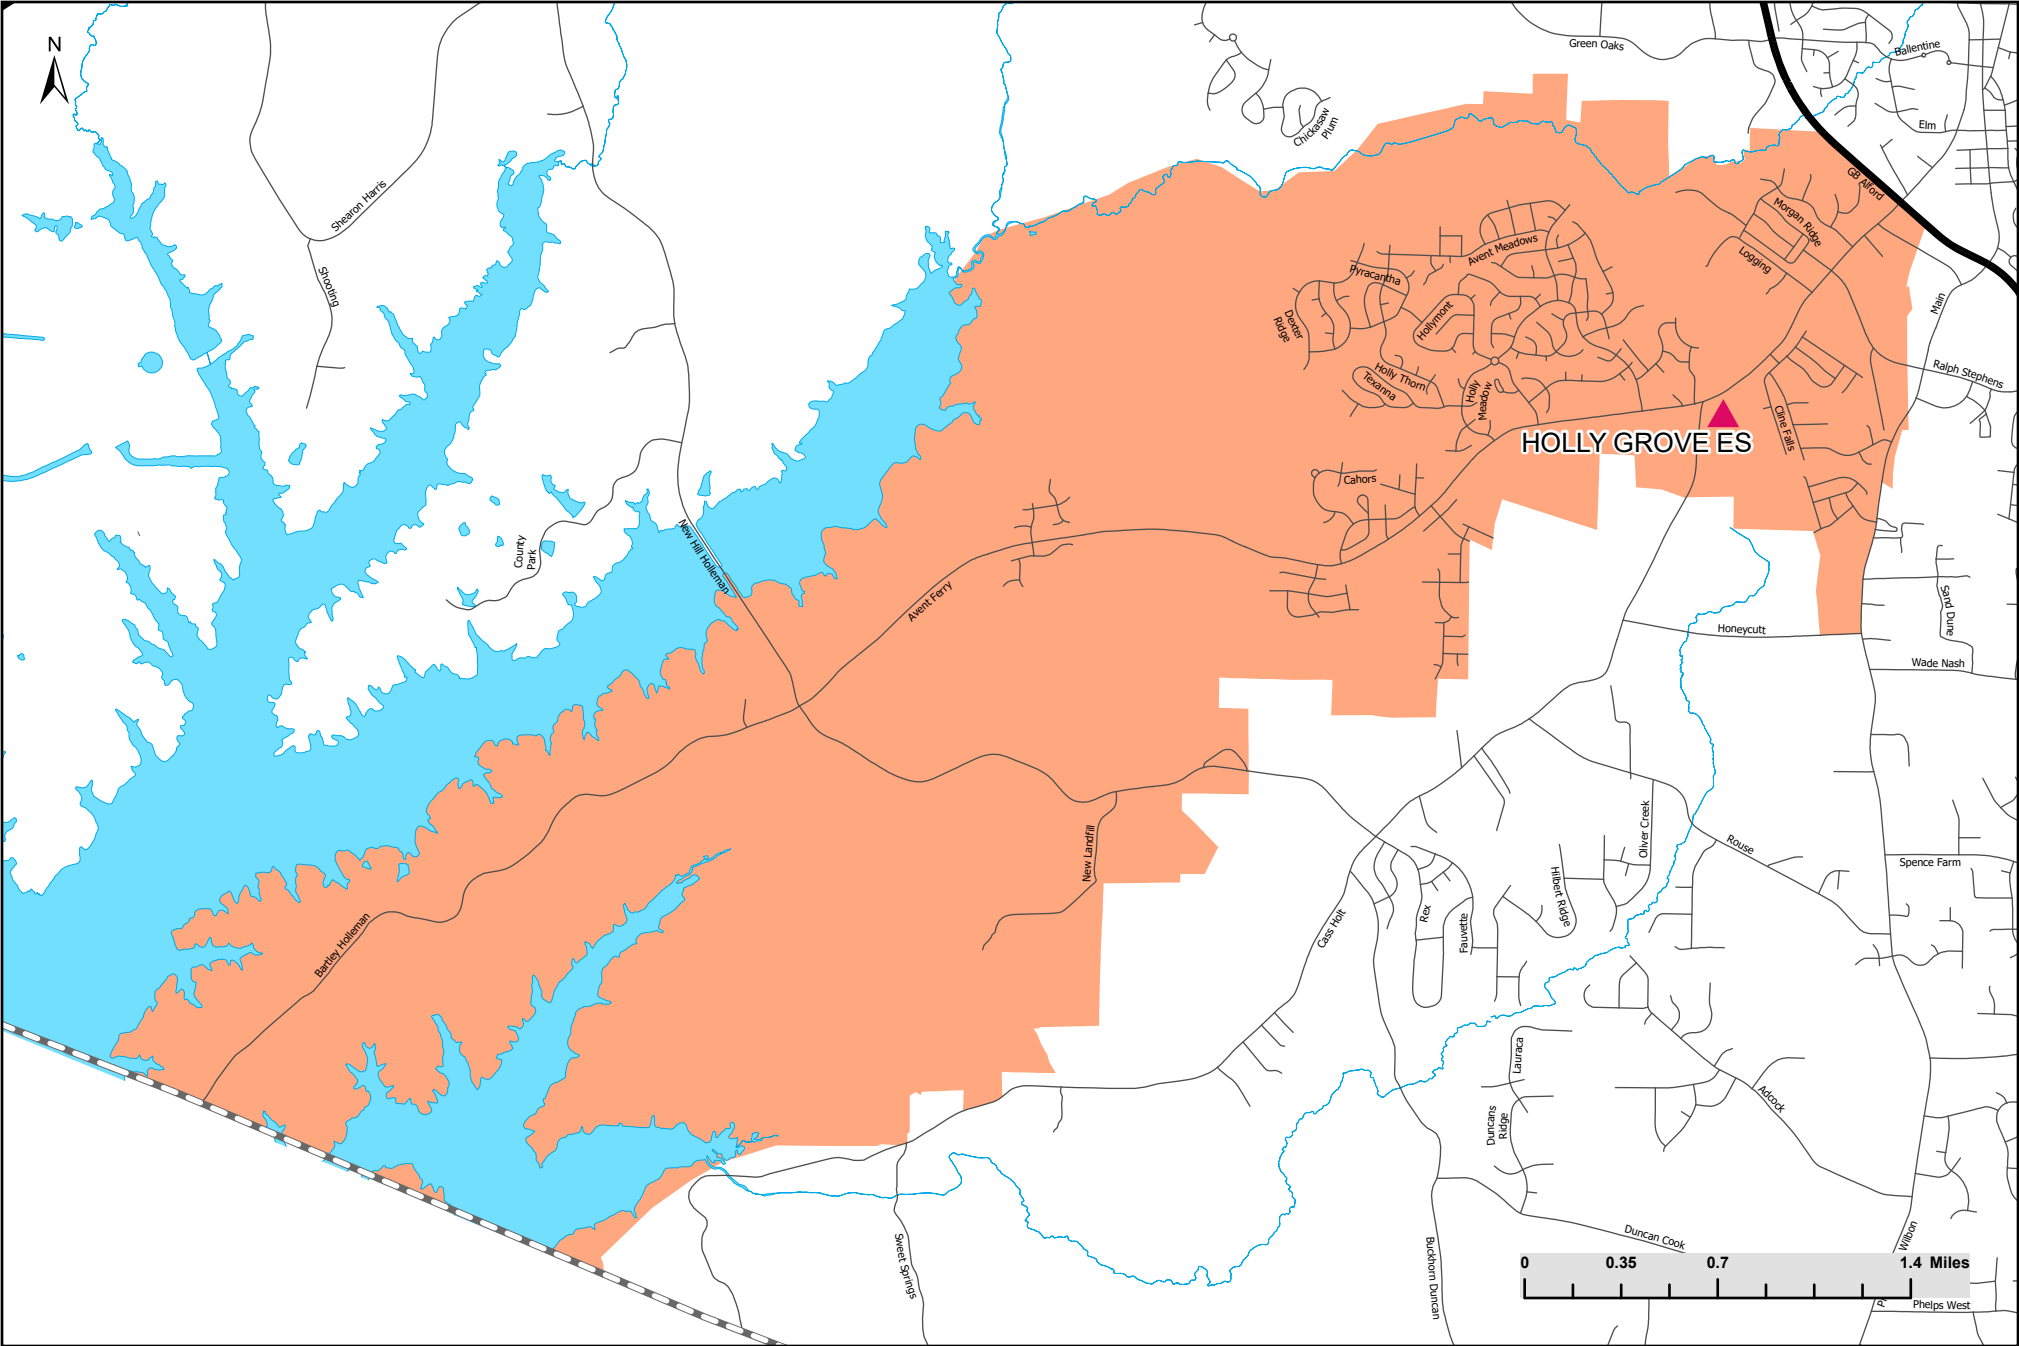 N
Green Oaks
Ballentine
Chickasaw
Plum
Elm
GB Alford
Shearon Harris
Morgan Ridge
Avent Meadows
Logging
Shooting
Pyracantha
Main
Dexter
Ridge
Hollymont
Ralph Stephens
Holly Thorn
Texanna
Holly
Meadow
Cline Falls
HOLLY GROVE ES
Cahors
New Hill Holleman
County
Park
Avent Ferry
Sand Dune
Honeycutt
Wade Nash
Oliver Creek
Rouse
New Landfill
Spence Farm
Hilbert Ridge
Rex
Fauvette
Cass Holt
Bartley Holleman
Lauraca
Adcock
Duncans
Ridge
Duncan Cook
Wilbon
Sweet Springs
Buckhorn Duncan
0 0.35 0.7 1.4 Miles
Phelps West